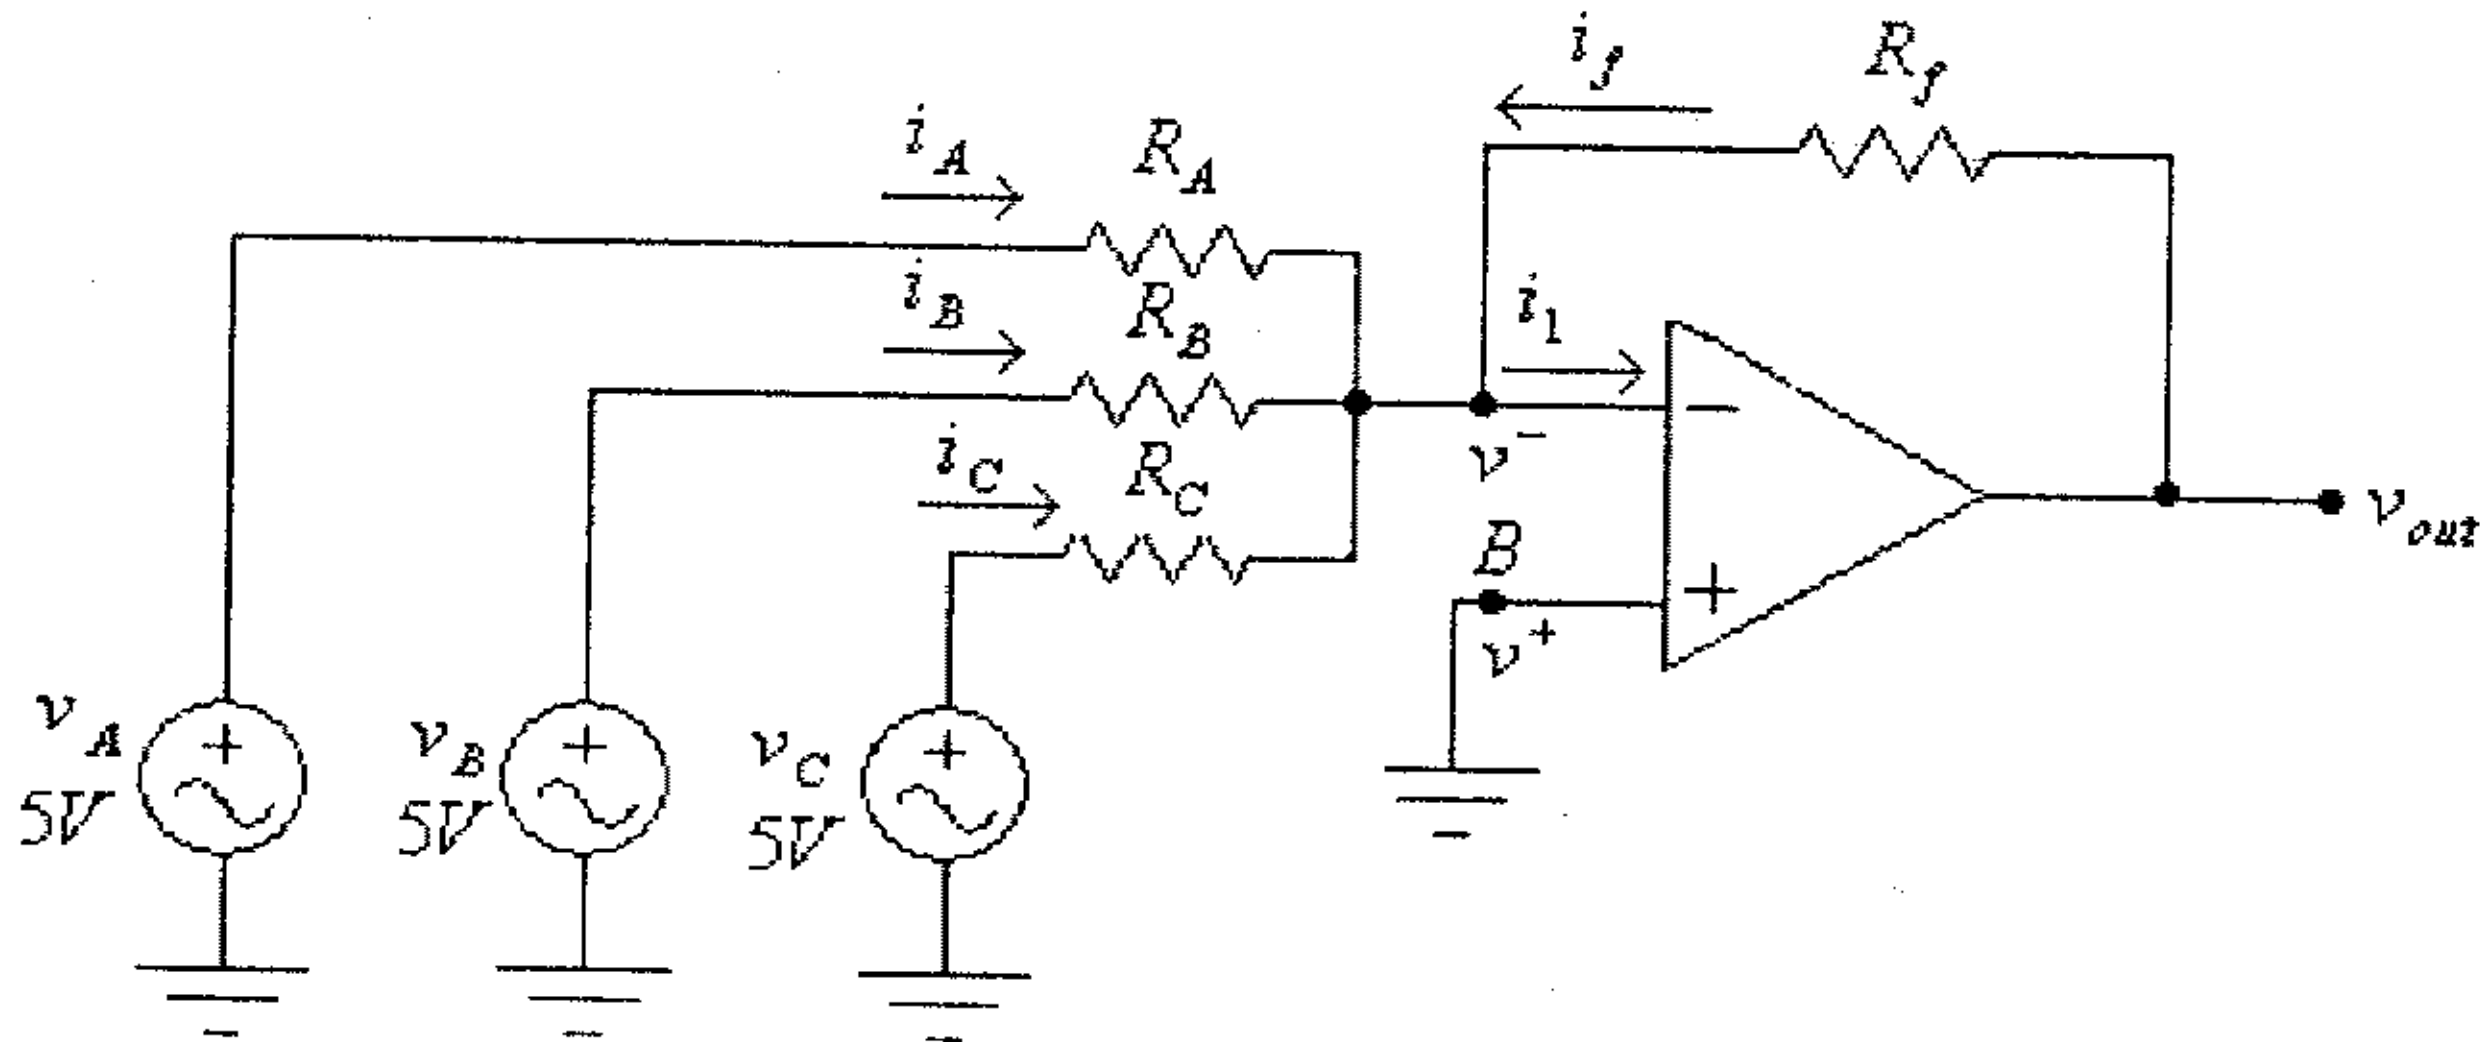 i_f
R_f
i_A
R_A
i_B
R_B
i_1
i_C
R_C
v^-
−
B
v^+
+
v_out
v_A
5V
+
v_B
5V
+
v_C
5V
+